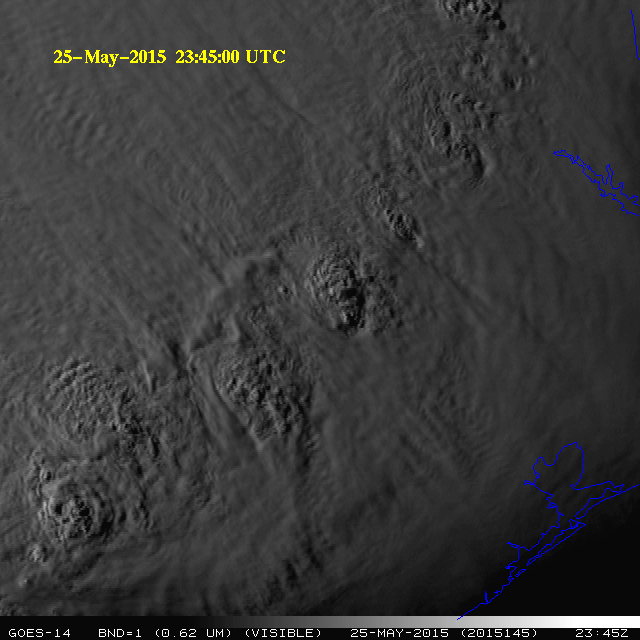 25-May-2015 23:45:00 UTC
GOES-14 BND=1 (0.62 UM) (VISIBLE) 25-MAY-2015 (2015145) 23:45Z